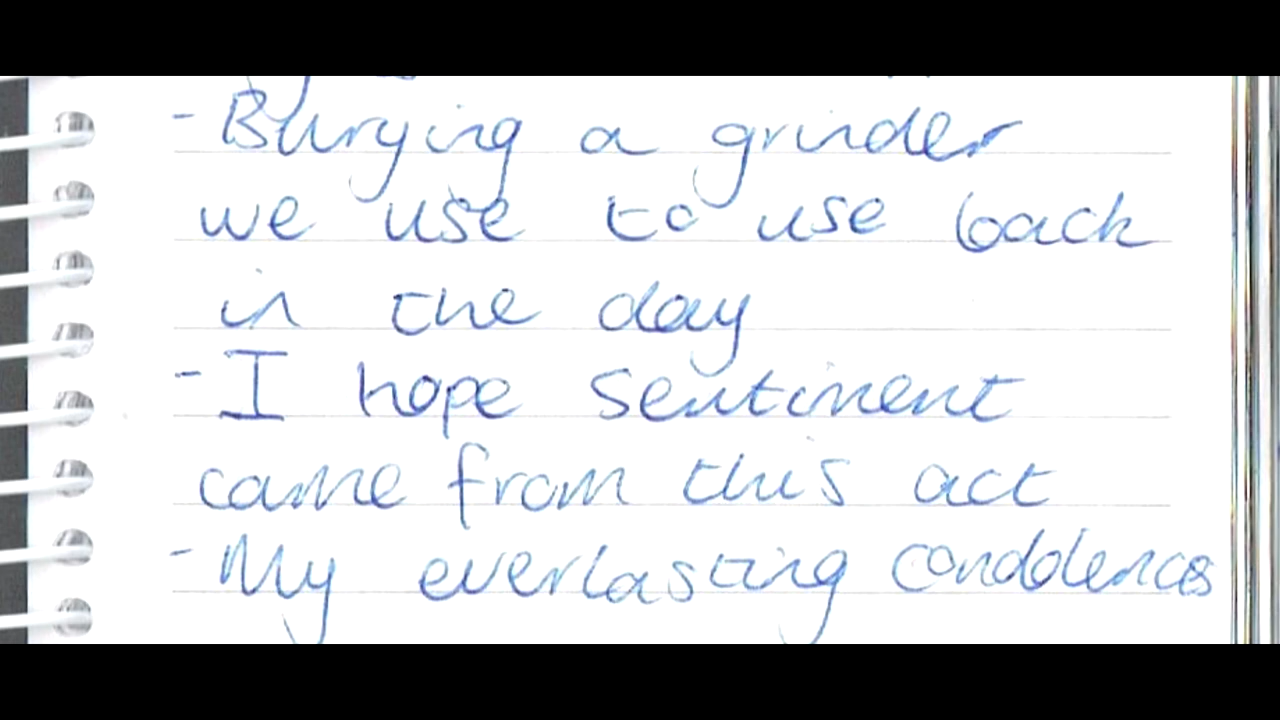 - Burying a grinder
we use to use back
in the day
- I hope sentiment
came from this act
- My everlasting condolences